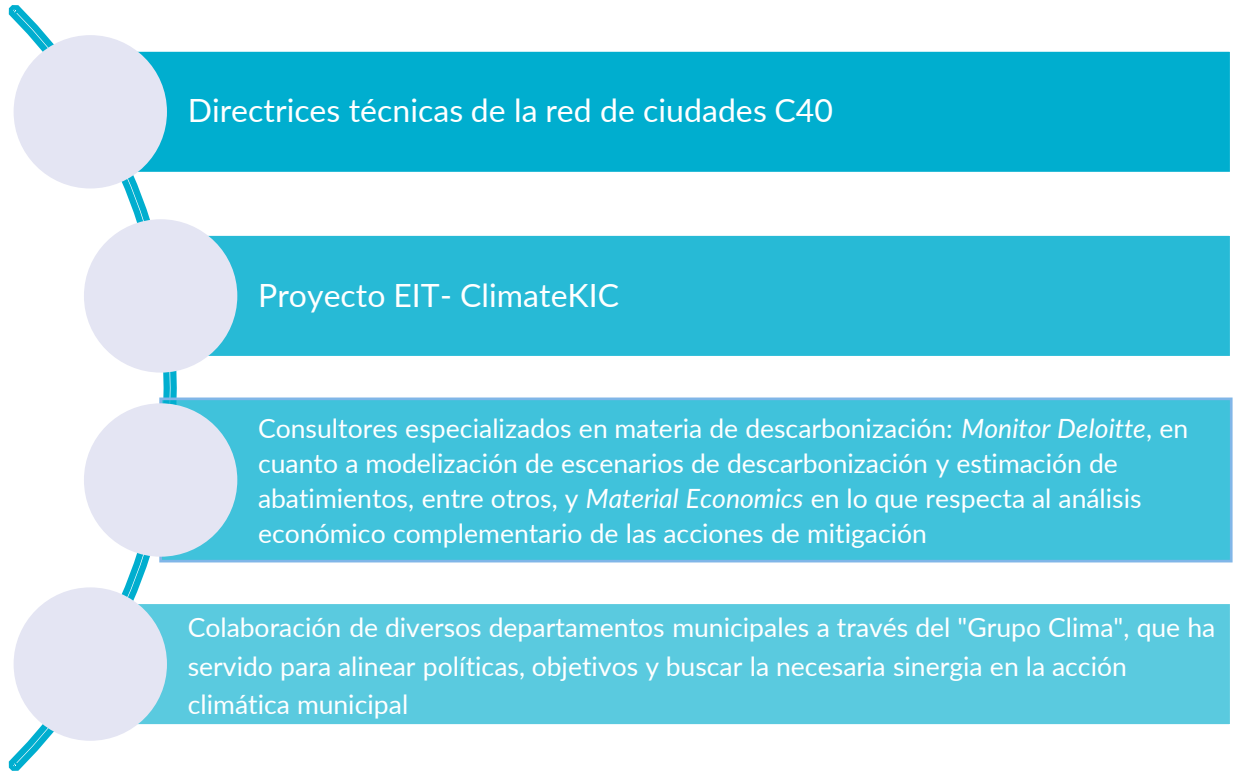 Directrices técnicas de la red de ciudades C40
Proyecto EIT- ClimateKIC
Consultores especializados en materia de descarbonización: Monitor Deloitte, en
cuanto a modelización de escenarios de descarbonización y estimación de
abatimientos, entre otros, y Material Economics en lo que respecta al análisis
económico complementario de las acciones de mitigación
Colaboración de diversos departamentos municipales a través del "Grupo Clima", que ha
servido para alinear políticas, objetivos y buscar la necesaria sinergia en la acción
climática municipal